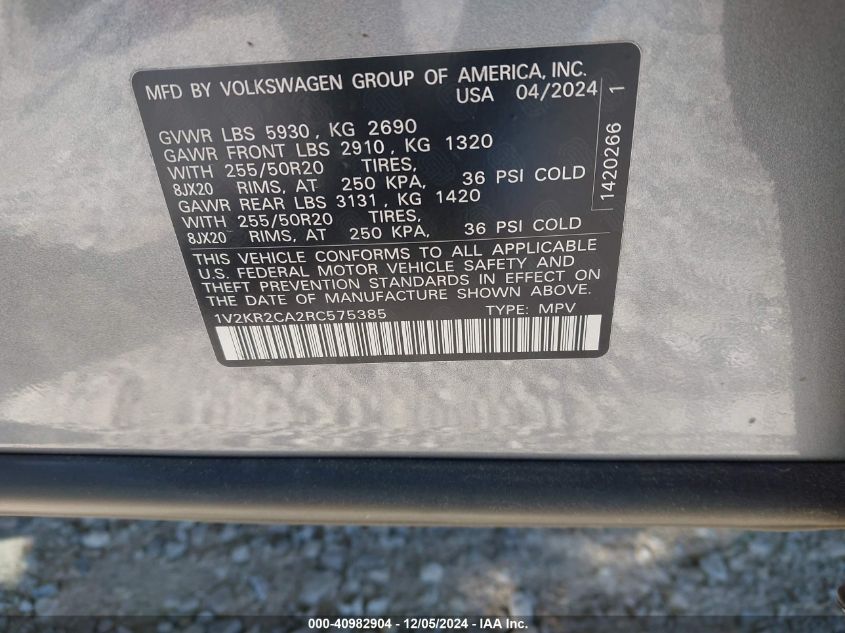 MFD BY VOLKSWAGEN GROUP OF AMERICA, INC.
USA 04/2024
GVWR LBS 5930 , KG 2690
GAWR FRONT LBS 2910, KG 1320
WITH 255/50R20 TIRES,
8JX20 RIMS, AT 250 KPA, 36 PSI COLD
GAWR REAR LBS 3131, KG 1420
WITH 255/50R20 TIRES,
8JX20 RIMS, AT 250 KPA, 36 PSI COLD
1420266 1
THIS VEHICLE CONFORMS TO ALL APPLICABLE
U.S. FEDERAL MOTOR VEHICLE SAFETY AND
THEFT PREVENTION STANDARDS IN EFFECT ON
THE DATE OF MANUFACTURE SHOWN ABOVE.
1V2KR2CA2RC575385 TYPE: MPV
000-40982904 - 12/05/2024 - WWW.IAAI.COM.